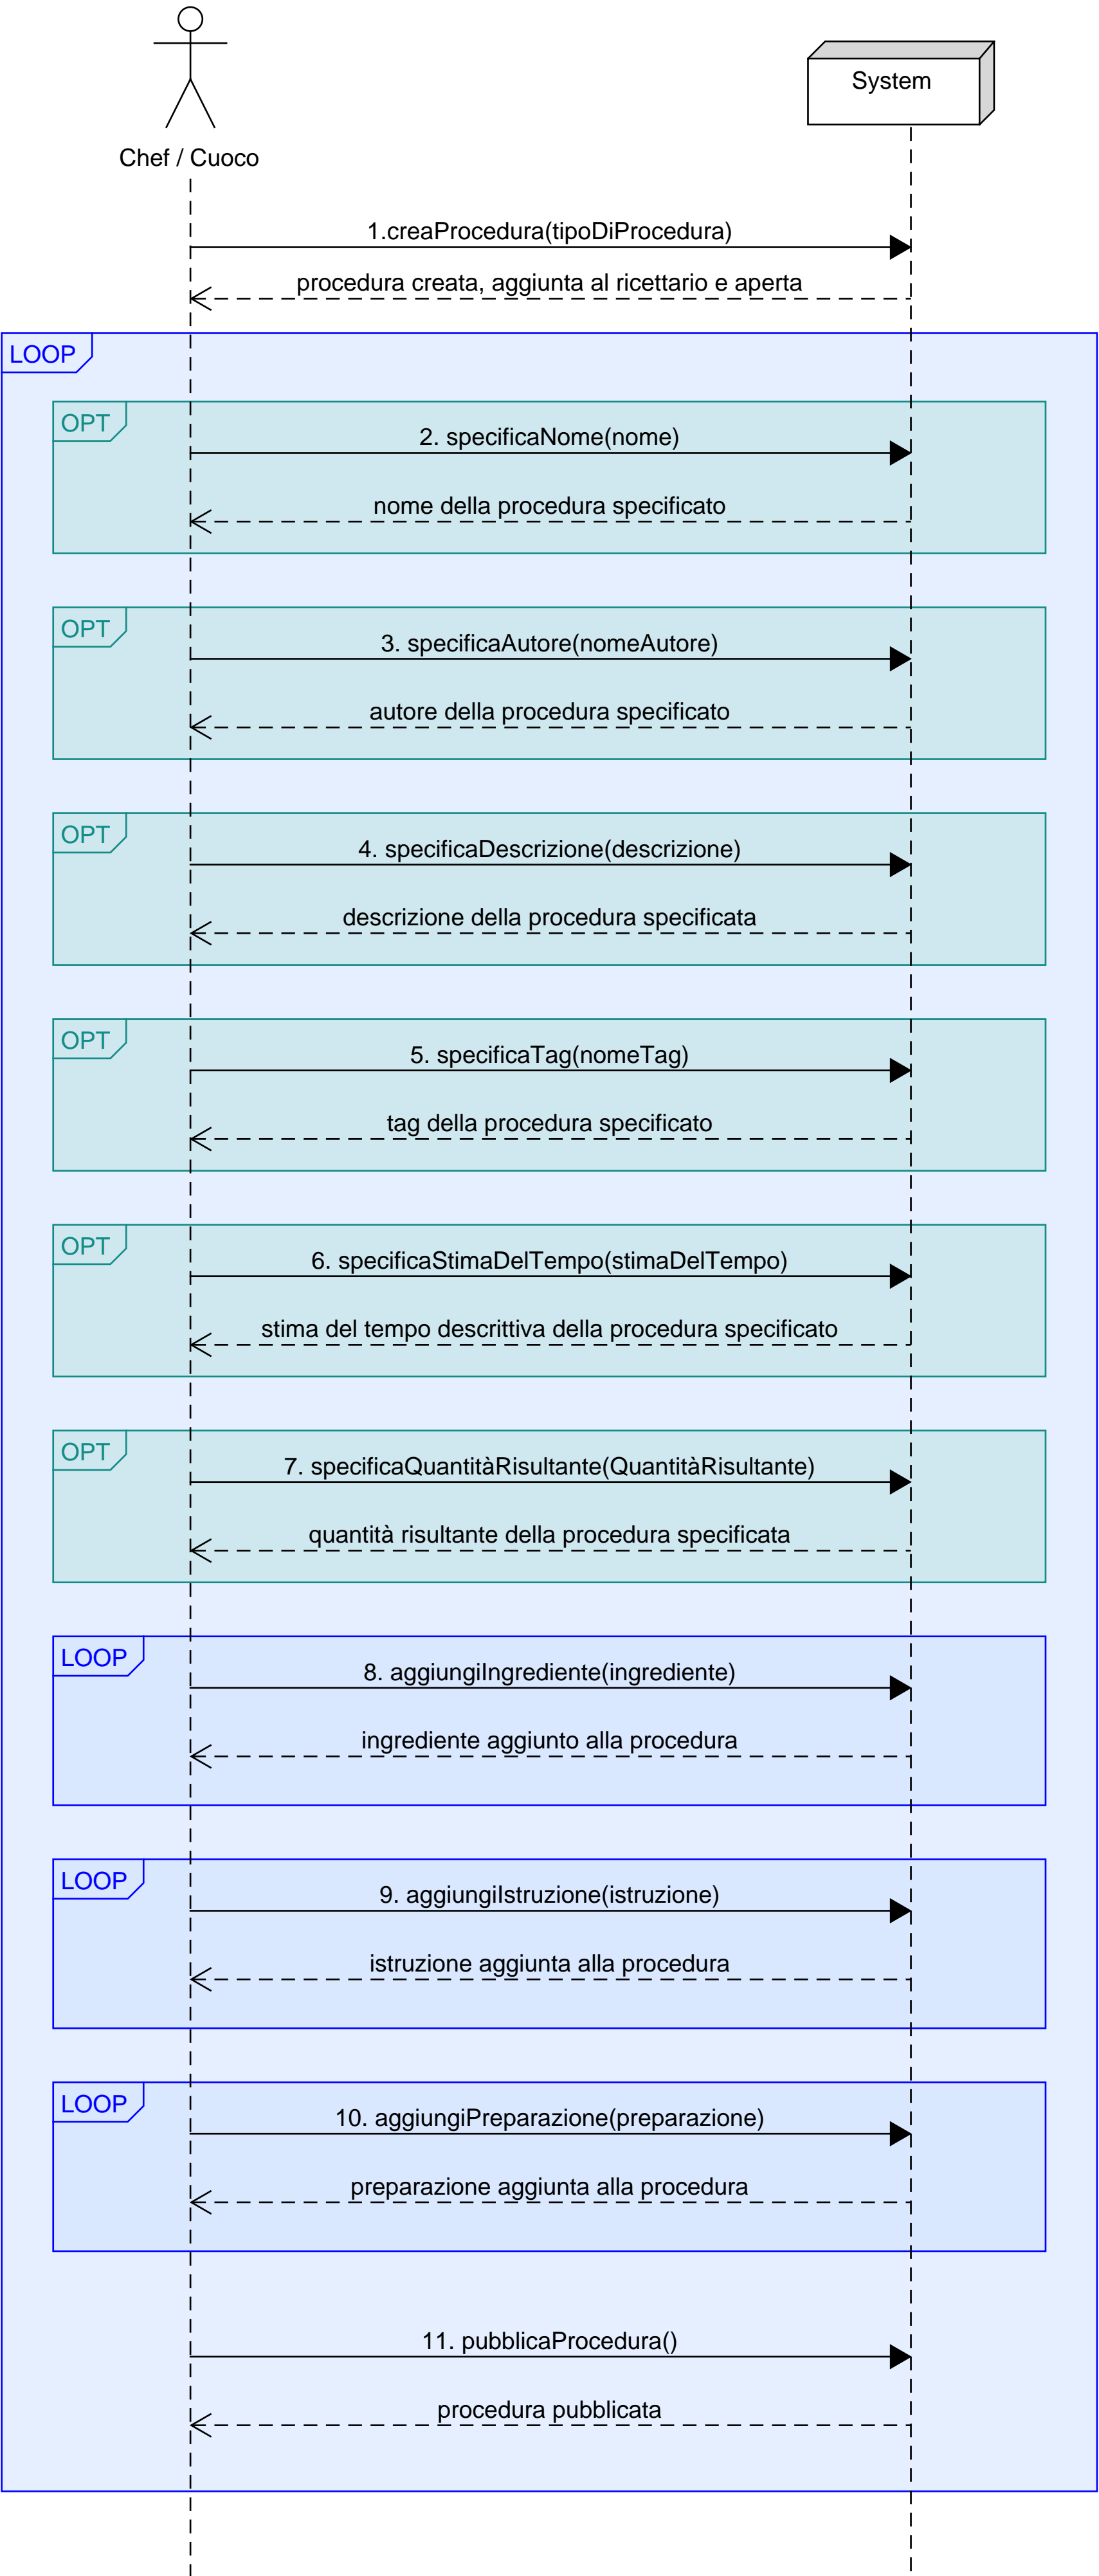 System
Chef / Cuoco
1.creaProcedura(tipoDiProcedura)
procedura creata, aggiunta al ricettario e aperta
LOOP
OPT
2. specificaNome(nome)
nome della procedura specificato
OPT
3. specificaAutore(nomeAutore)
autore della procedura specificato
OPT
4. specificaDescrizione(descrizione)
descrizione della procedura specificata
OPT
5. specificaTag(nomeTag)
tag della procedura specificato
OPT
6. specificaStimaDelTempo(stimaDelTempo)
stima del tempo descrittiva della procedura specificato
OPT
7. specificaQuantitàRisultante(QuantitàRisultante)
quantità risultante della procedura specificata
LOOP
8. aggiungiIngrediente(ingrediente)
ingrediente aggiunto alla procedura
LOOP
9. aggiungiIstruzione(istruzione)
istruzione aggiunta alla procedura
LOOP
10. aggiungiPreparazione(preparazione)
preparazione aggiunta alla procedura
11. pubblicaProcedura()
procedura pubblicata